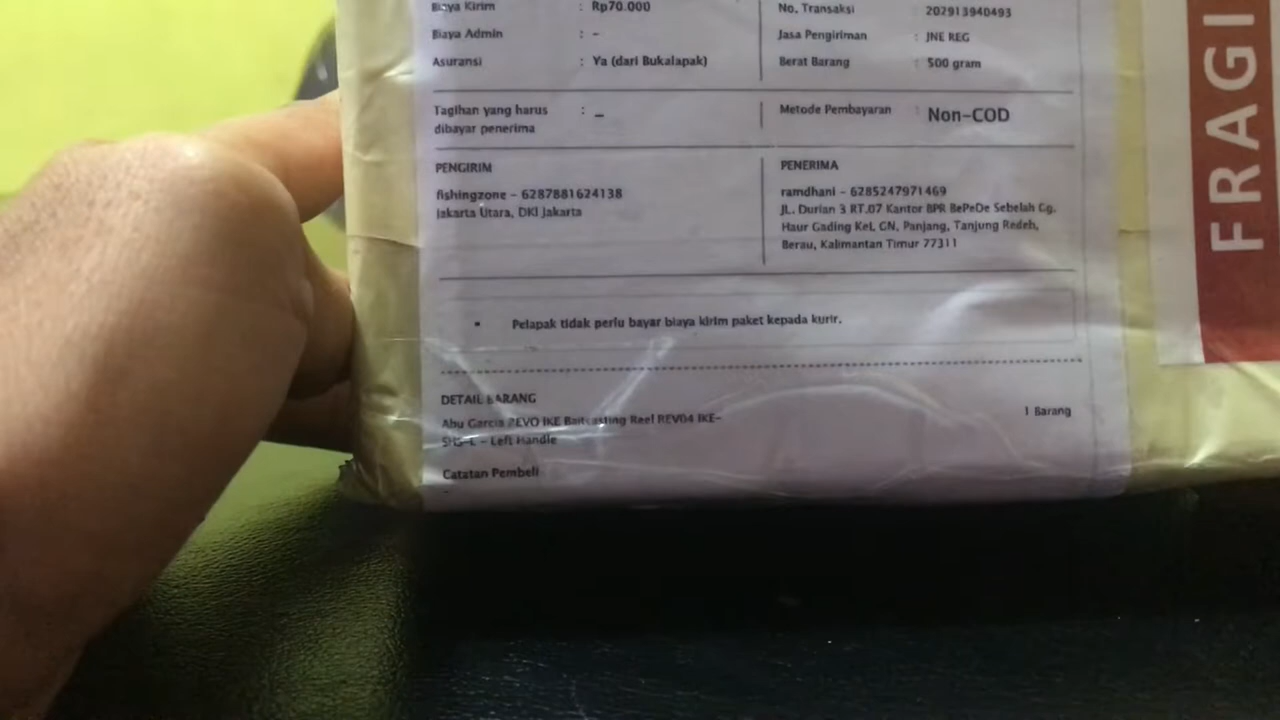 Biaya Kirim : Rp70.000
No. Transaksi 202913940493
Biaya Admin : -
Jasa Pengiriman : JNE REG
Asuransi : Ya (dari Bukalapak)
Berat Barang : 500 gram
Tagihan yang harus : -
dibayar penerima
Metode Pembayaran : Non-COD
PENGIRIM
fishingzone - 6287881624138
Jakarta Utara, DKI Jakarta
PENERIMA
ramdhani - 6285247971469
JL. Durian 3 RT.07 Kantor BPR BePeDe Sebelah Gg.
Haur Gading Kel. GN. Panjang, Tanjung Redeb,
Berau, Kalimantan Timur 77311
Pelapak tidak perlu bayar biaya kirim paket kepada kurir.
DETAIL BARANG
Abu Garcia REVO IKE Baitcasting Reel REV04 IKE-
SHS-L - Left Handle
1 Barang
Catatan Pembeli
-
FRAGI